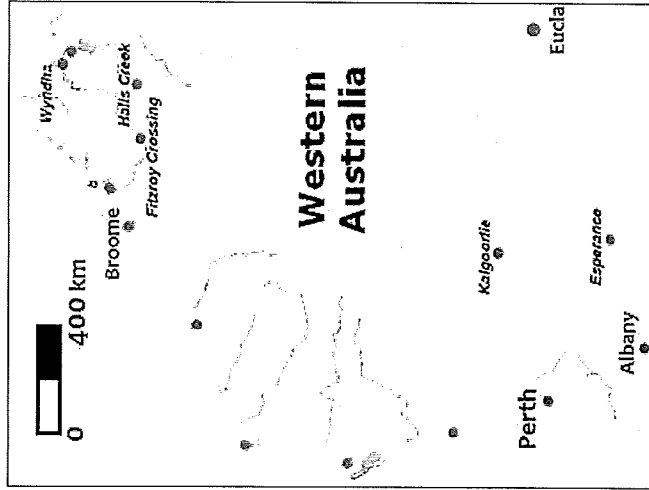 0 400 km
Wyndha
Halls Creek
Fitzroy Crossing
Broome
Western
Australia
Kalgoorlie
Eucla
Esperance
Perth
Albany